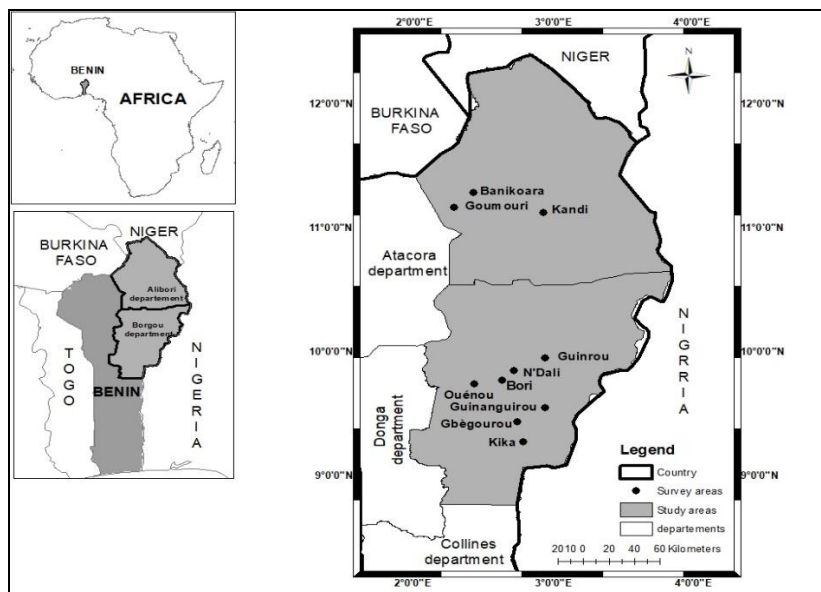 BENIN
AFRICA
BURKINA
FASO
NIGER
Alibori
departement
Borgou
department
TOGO
BENIN
NIGERIA
2°0'0"E
3°0'0"E
4°0'0"E
12°0'0"N
11°0'0"N
10°0'0"N
9°0'0"N
NIGER
N
BURKINA
FASO
Banikoara
Goumouri
Kandi
Atacora
department
Guinrou
N'Dali
Bori
Ouénou
Guinanguirou
Gbègourou
Kika
Donga
department
NIGRRIA
Collines
department
Legend
Country
Survey areas
Study areas
departements
20 10 0 20 40 60 Kilometers
12°0'0"N
11°0'0"N
10°0'0"N
9°0'0"N
2°0'0"E
3°0'0"E
4°0'0"E